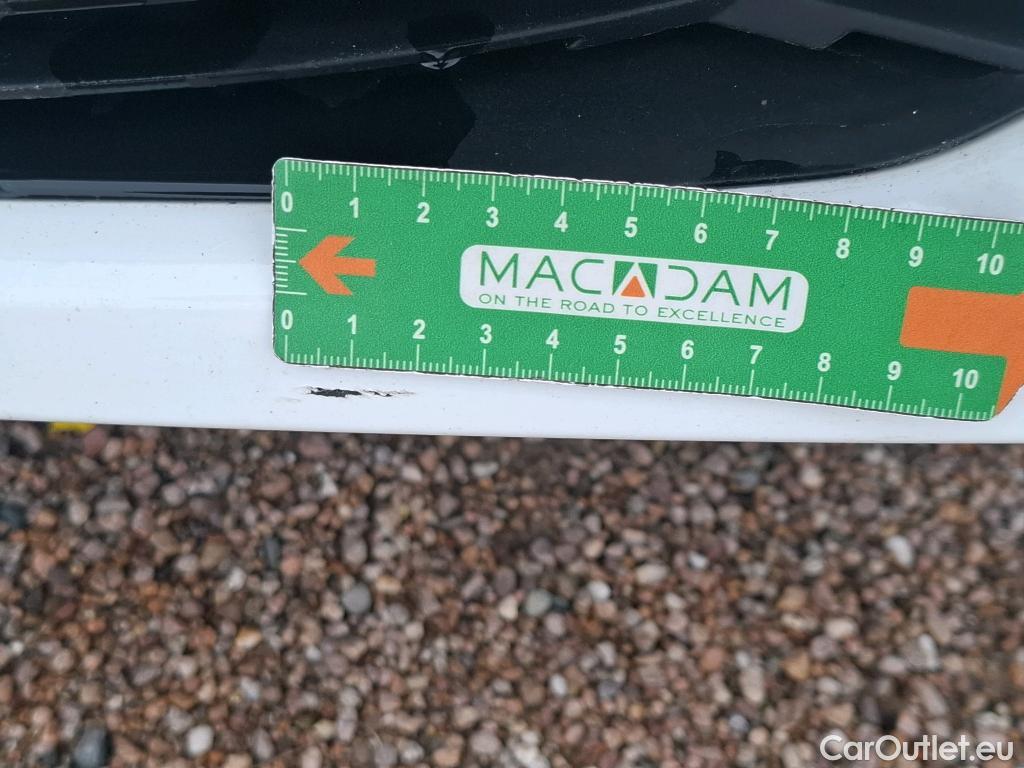 0 1 2 3 4 5 6 7 8 9 10
MACADAM
ON THE ROAD TO EXCELLENCE
0 1 2 3 4 5 6 7 8 9 10
CarOutlet.eu